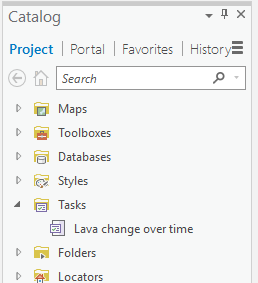 Catalog
Project | Portal | Favorites | History
Search
Maps
Toolboxes
Databases
Styles
Tasks
Lava change over time
Folders
Locators